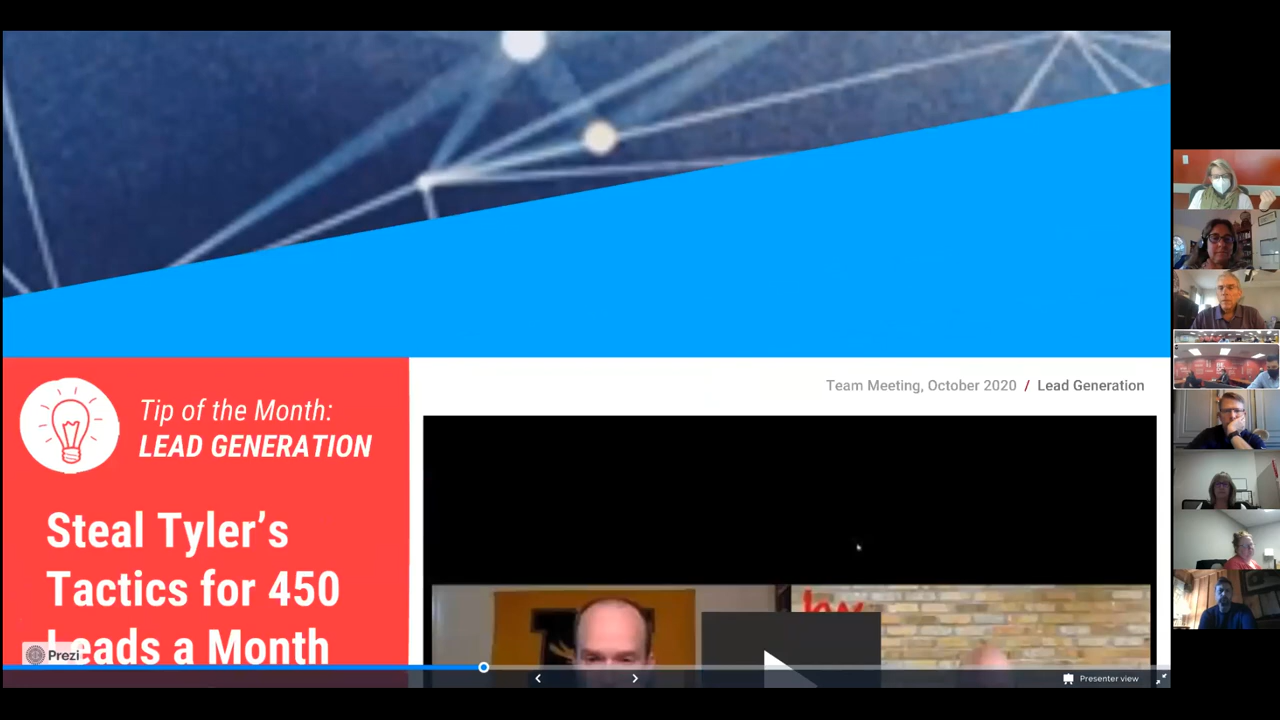 Team Meeting, October 2020 / Lead Generation
Tip of the Month:
LEAD GENERATION
Steal Tyler's
Tactics for 450
Leads a Month
Prezi
Presenter view